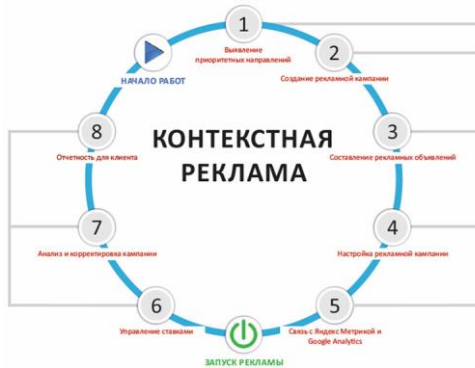 1
Выявление
приоритетных направлений
2
Создание рекламной кампании
НАЧАЛО РАБОТ
8
Отчетность для клиента
КОНТЕКСТНАЯ
РЕКЛАМА
3
Составление рекламных объявлений
7
Анализ и корректировка кампании
4
Настройка рекламной кампании
6
Управление ставками
5
Связь с Яндекс Метрикой и
Google Analytics
ЗАПУСК РЕКЛАМЫ